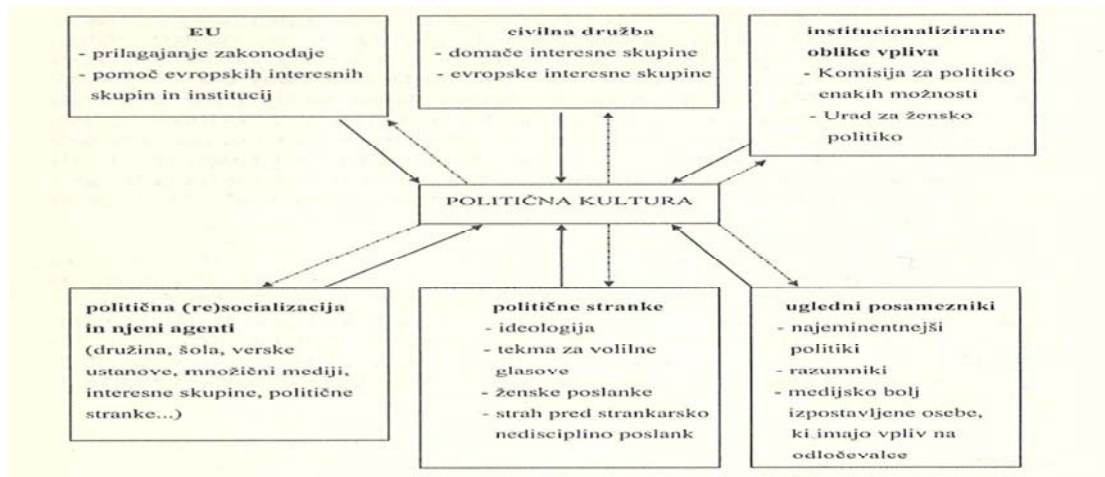 EU
- prilagajanje zakonodaje
- pomoč evropskih interesnih
skupin in institucij
civilna družba
- domače interesne skupine
- evropske interesne skupine
institucionalizirane
oblike vpliva
- Komisija za politiko
enakih možnosti
- Urad za žensko
politiko
POLITIČNA KULTURA
politična (re)socializacija
in njeni agenti
(družina, šola, verske
ustanove, množični mediji,
interesne skupine, politične
stranke...)
politične stranke
- ideologija
- tekma za volilne
glasove
- ženske poslanke
- strah pred strankarsko
nedisciplino poslank
ugledni posamezniki
- najeminentnejši
politiki
- razumniki
- medijsko bolj
izpostavljene osebe,
ki imajo vpliv na
odločevalce